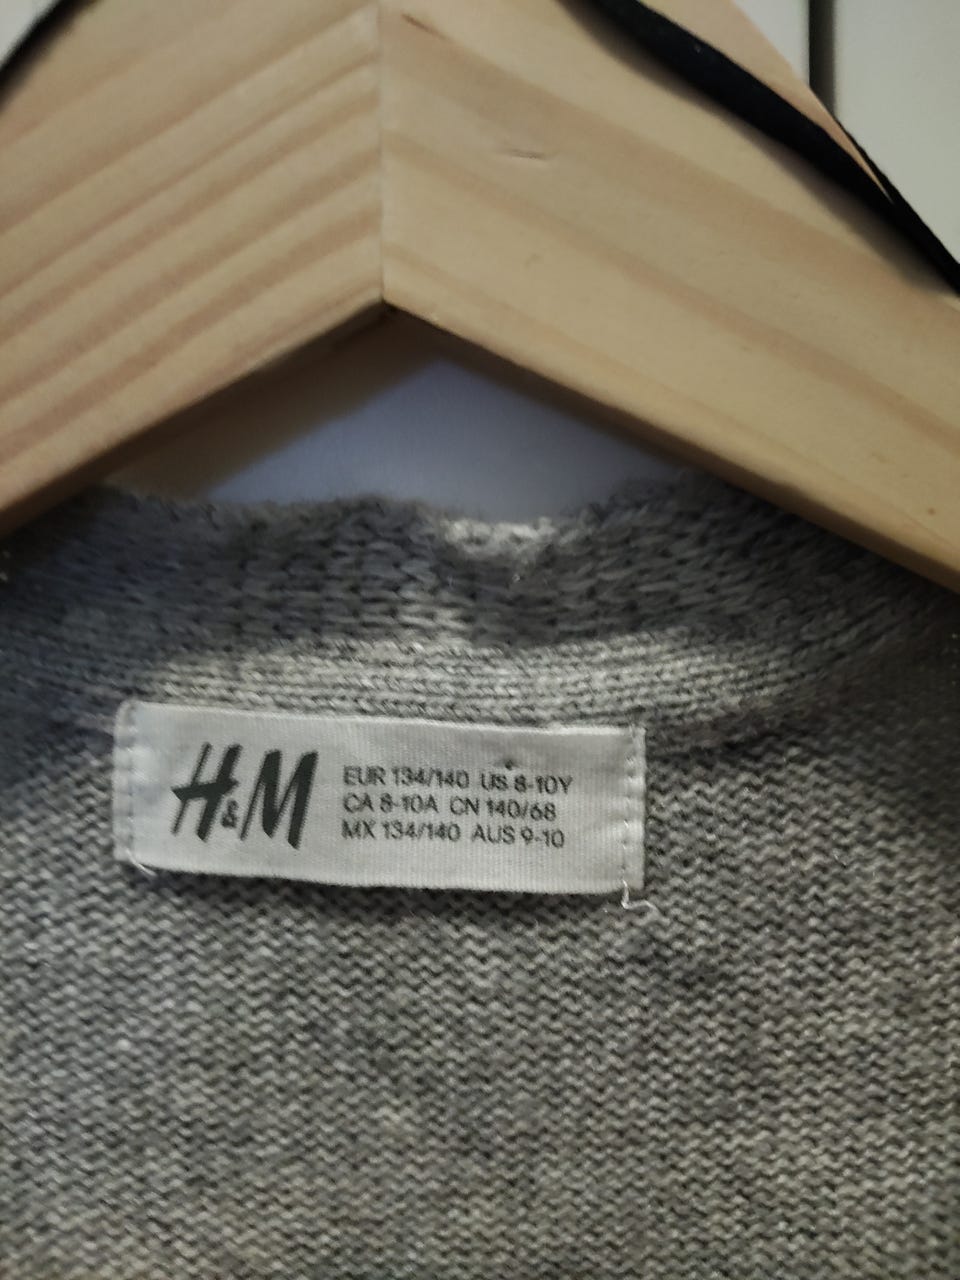 H&M
EUR 134/140 US 8-10Y
CA 8-10A CN 140/68
MX 134/140 AUS 9-10